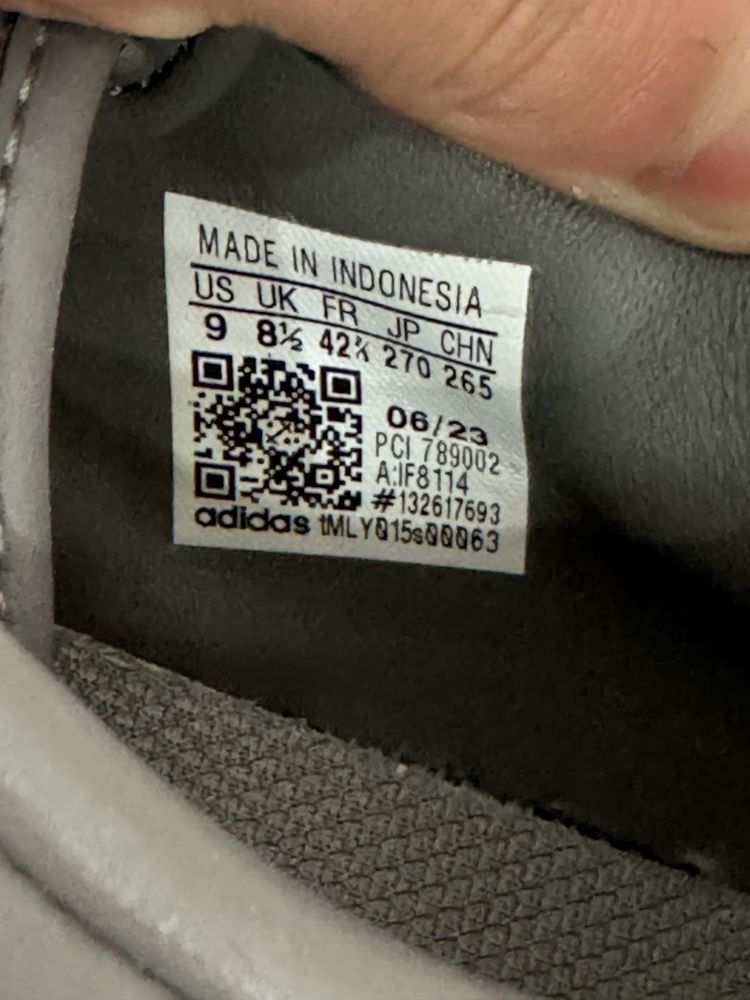 MADE IN INDONESIA
US UK FR JP CHN
9 8½ 42⅔ 270 265
06/23
PCI 789002
A:IF8114
#132617693
adidas tMLY015s00063